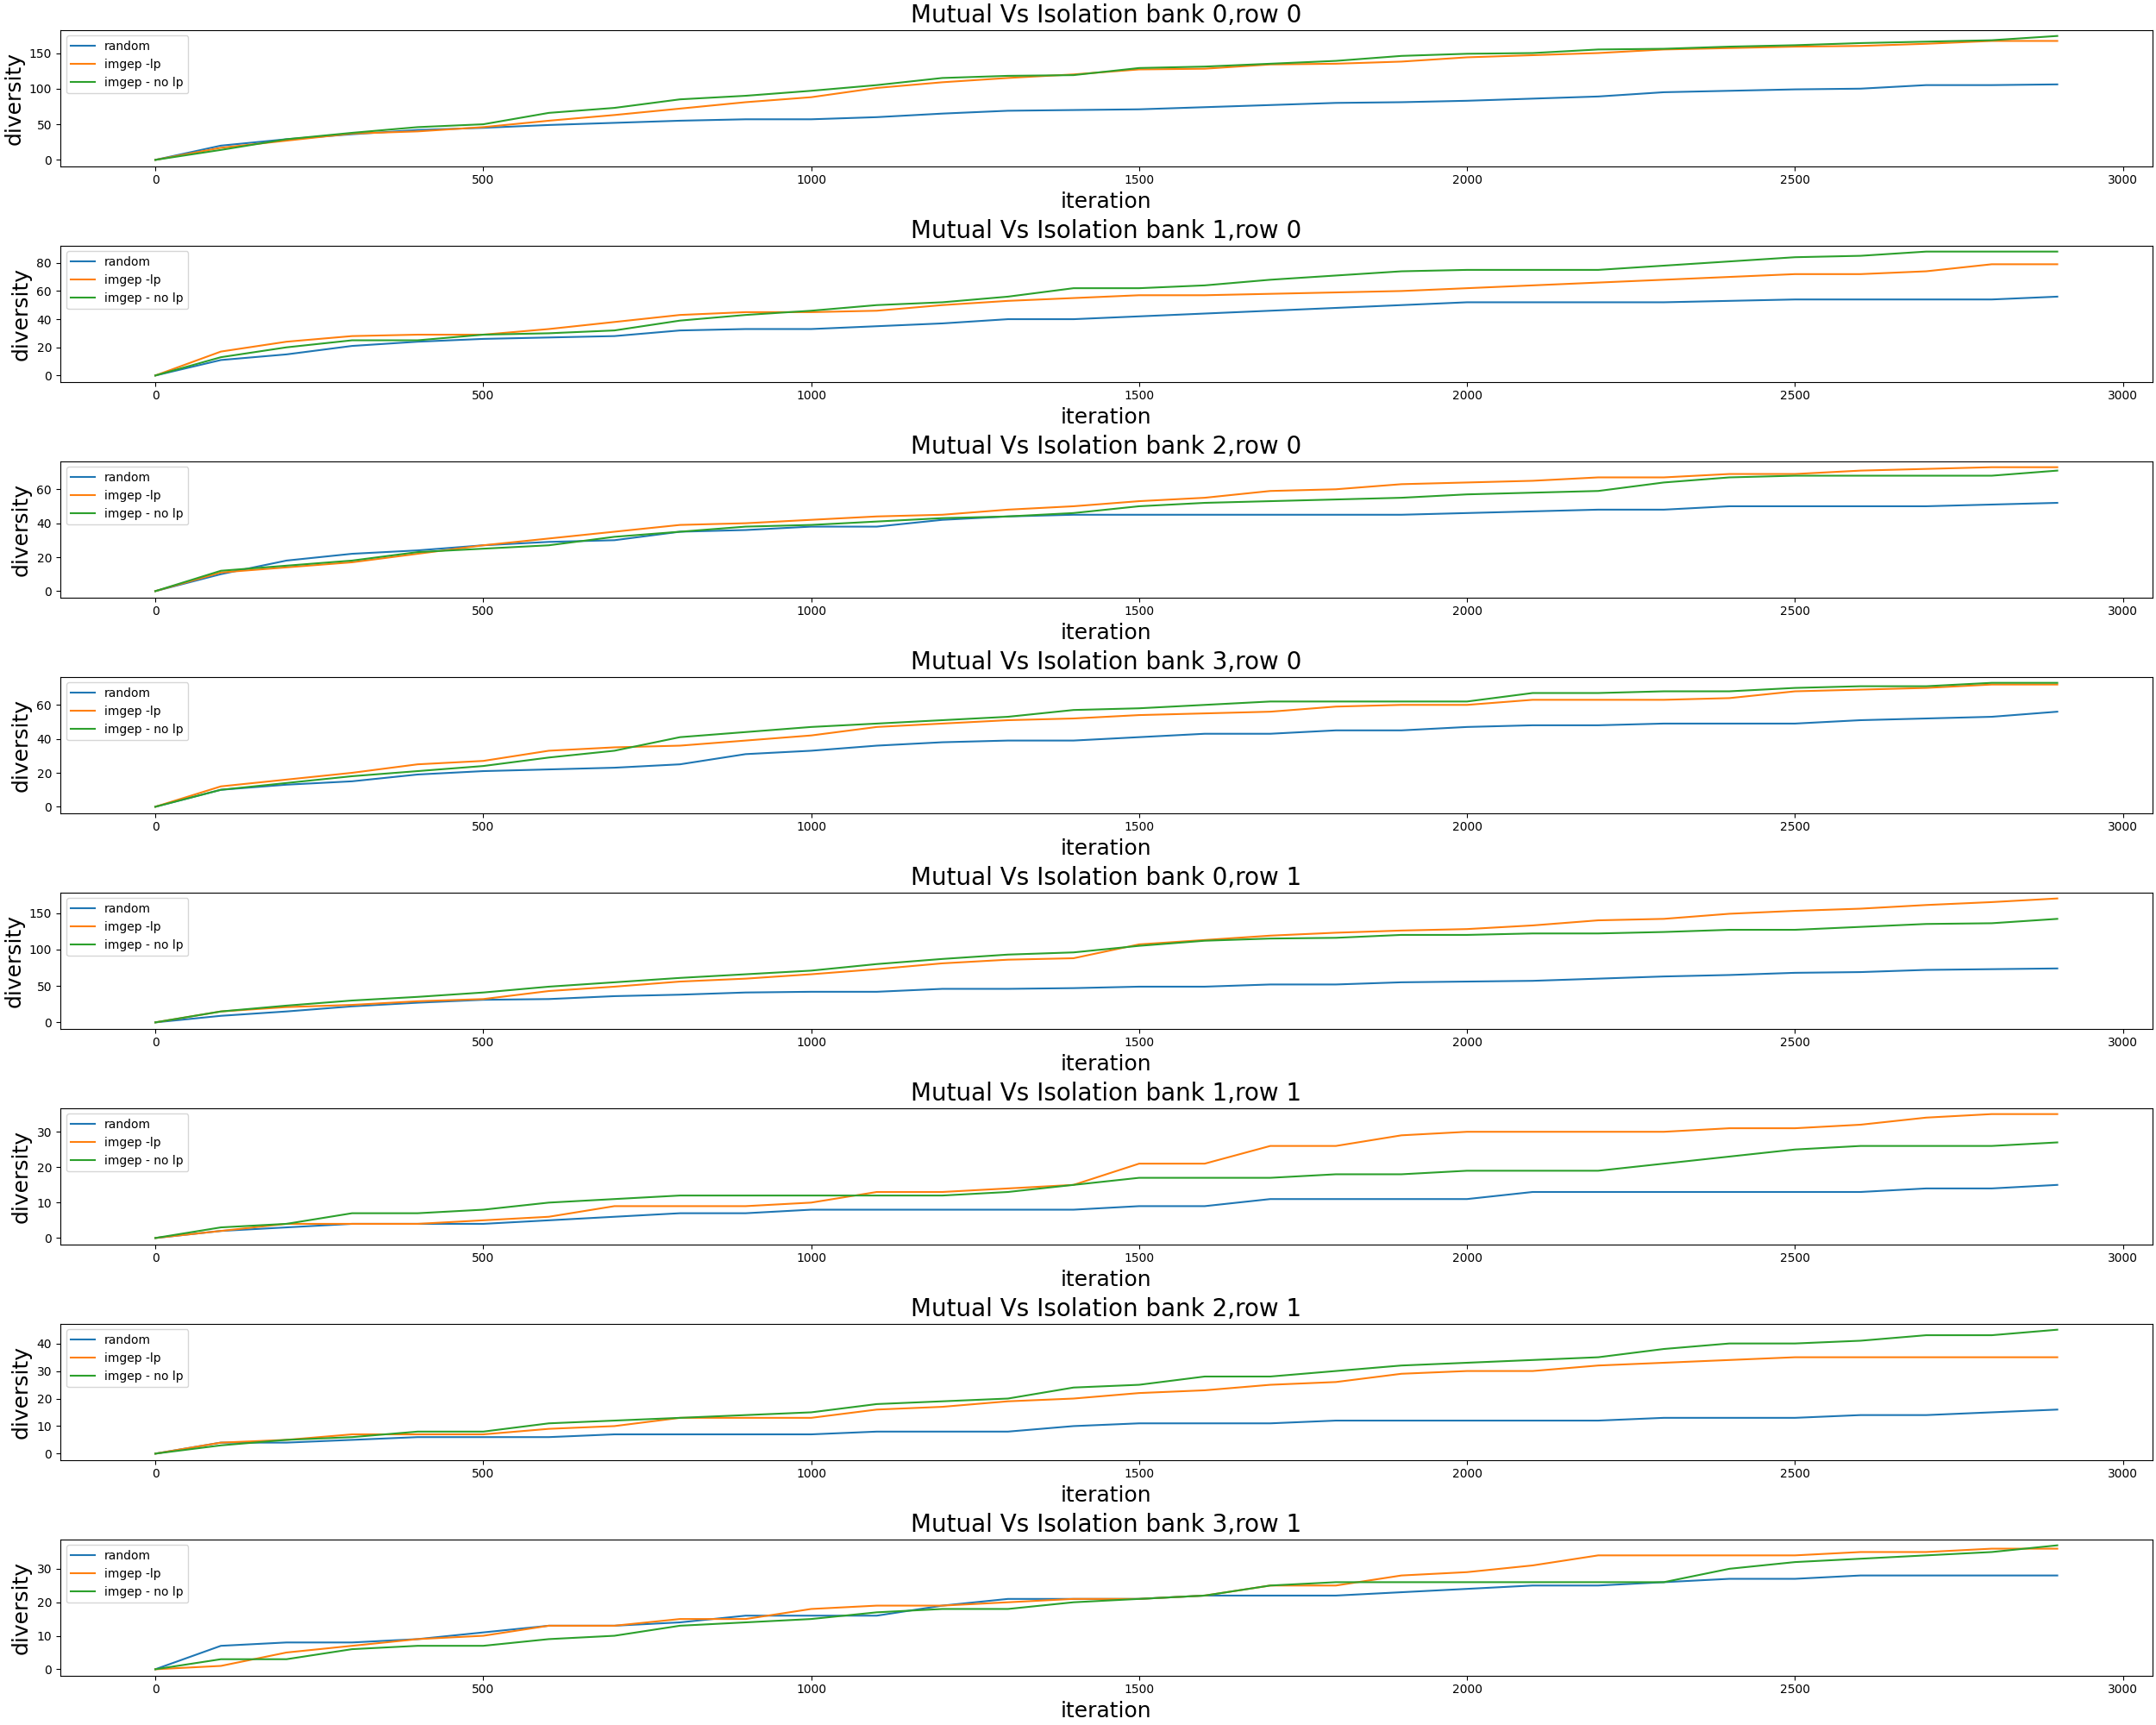 Mutual Vs Isolation bank 0,row 0
diversity
150
100
50
0
random
imgep -lp
imgep - no lp
0 500 1000 1500 2000 2500 3000
iteration
Mutual Vs Isolation bank 1,row 0
diversity
80
60
40
20
0
random
imgep -lp
imgep - no lp
0 500 1000 1500 2000 2500 3000
iteration
Mutual Vs Isolation bank 2,row 0
diversity
60
40
20
0
random
imgep -lp
imgep - no lp
0 500 1000 1500 2000 2500 3000
iteration
Mutual Vs Isolation bank 3,row 0
diversity
60
40
20
0
random
imgep -lp
imgep - no lp
0 500 1000 1500 2000 2500 3000
iteration
Mutual Vs Isolation bank 0,row 1
diversity
150
100
50
0
random
imgep -lp
imgep - no lp
0 500 1000 1500 2000 2500 3000
iteration
Mutual Vs Isolation bank 1,row 1
diversity
30
20
10
0
random
imgep -lp
imgep - no lp
0 500 1000 1500 2000 2500 3000
iteration
Mutual Vs Isolation bank 2,row 1
diversity
40
30
20
10
0
random
imgep -lp
imgep - no lp
0 500 1000 1500 2000 2500 3000
iteration
Mutual Vs Isolation bank 3,row 1
diversity
30
20
10
0
random
imgep -lp
imgep - no lp
0 500 1000 1500 2000 2500 3000
iteration